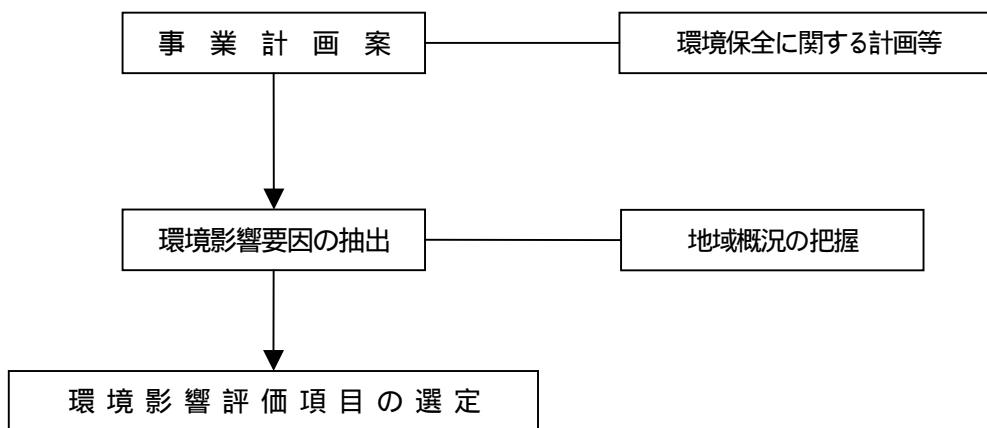 事業計画案
環境保全に関する計画等
環境影響要因の抽出
地域概況の把握
環境影響評価項目の選定